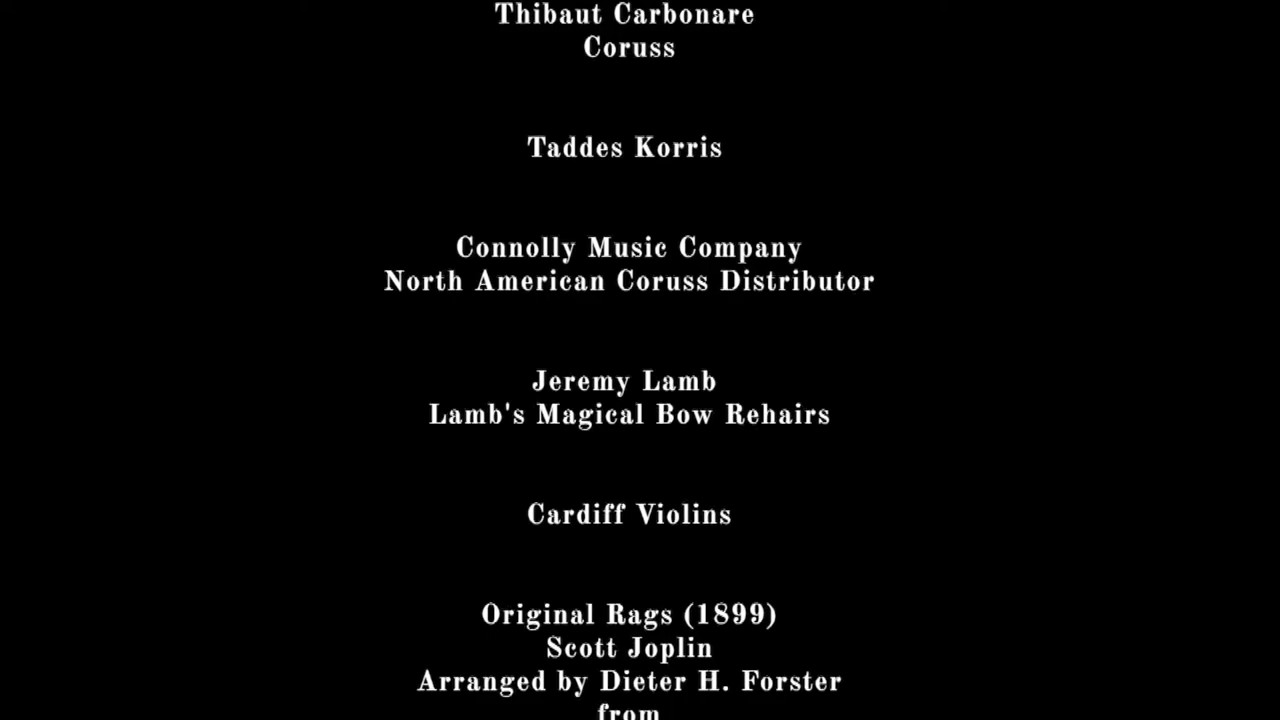 Thibaut Carbonare
Coruss
Taddes Korris
Connolly Music Company
North American Coruss Distributor
Jeremy Lamb
Lamb's Magical Bow Rehairs
Cardiff Violins
Original Rags (1899)
Scott Joplin
Arranged by Dieter H. Forster
from